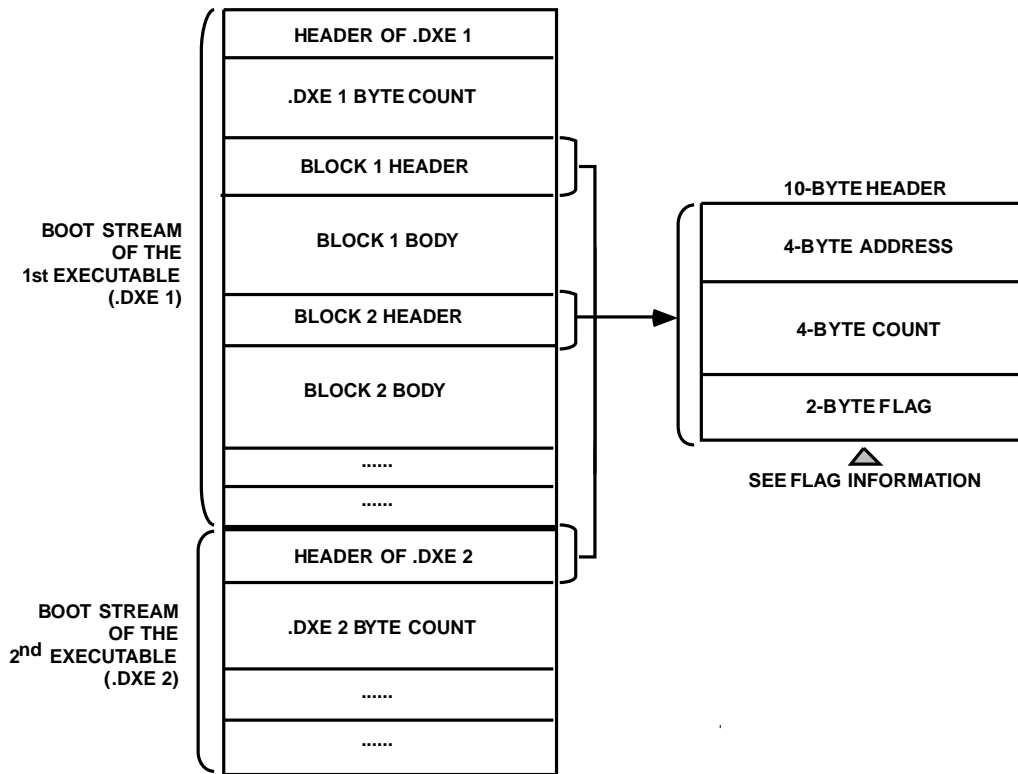 HEADER OF .DXE 1
.DXE 1 BYTE COUNT
BLOCK 1 HEADER
BLOCK 1 BODY
BLOCK 2 HEADER
BLOCK 2 BODY
......
......
BOOT STREAM
OF THE
1st EXECUTABLE
(.DXE 1)
HEADER OF .DXE 2
.DXE 2 BYTE COUNT
......
......
BOOT STREAM
OF THE
2nd EXECUTABLE
(.DXE 2)
10-BYTE HEADER
4-BYTE ADDRESS
4-BYTE COUNT
2-BYTE FLAG
SEE FLAG INFORMATION